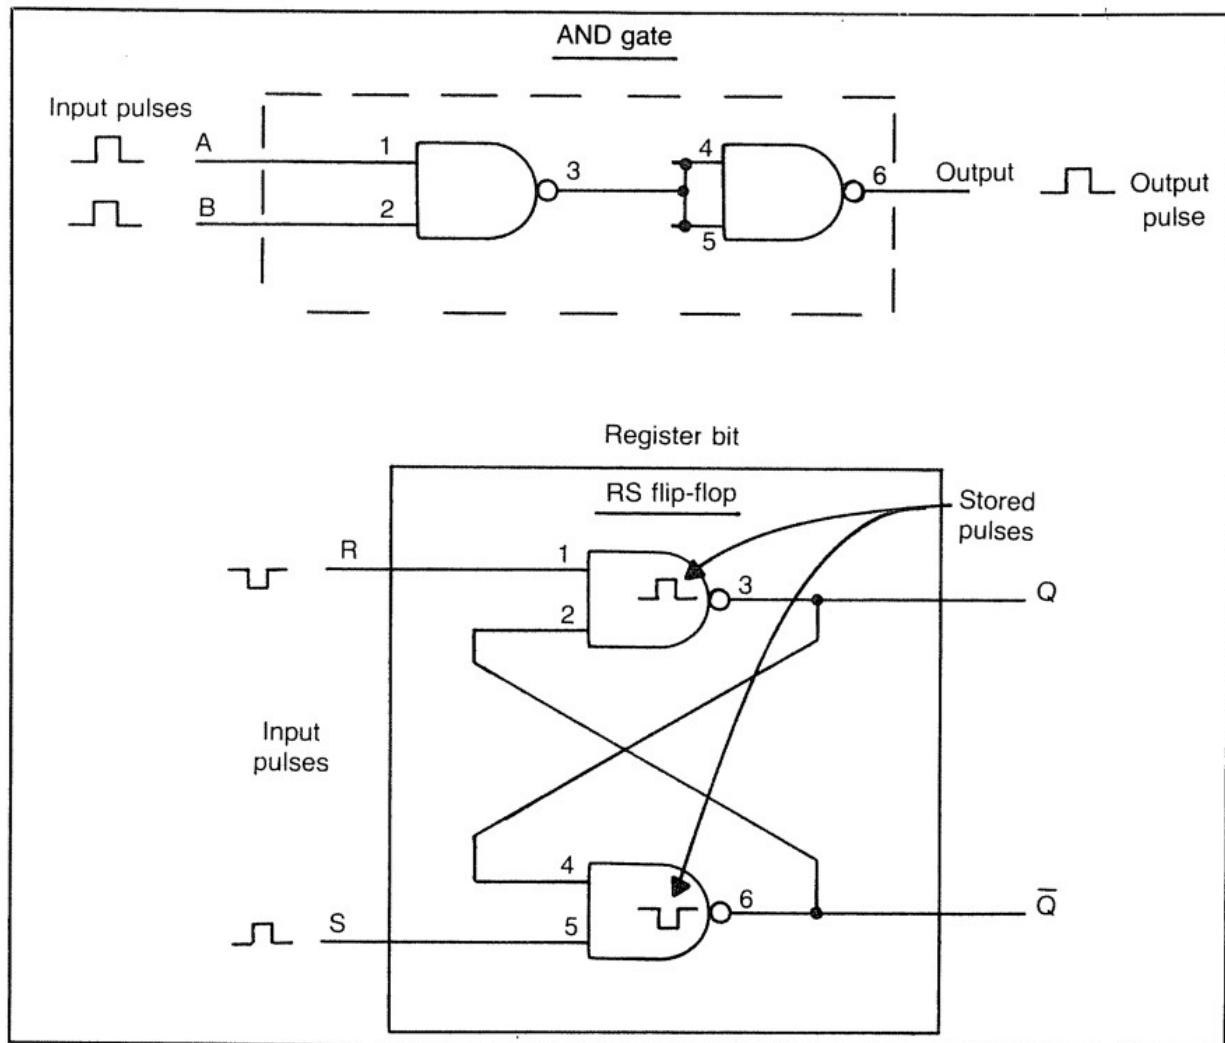 AND gate
Input pulses
A
1
B
2
3
4
5
6
Output
Output
pulse
Register bit
RS flip-flop
Stored
pulses
R
1
2
3
Q
Input
pulses
4
S
5
6
Q̅